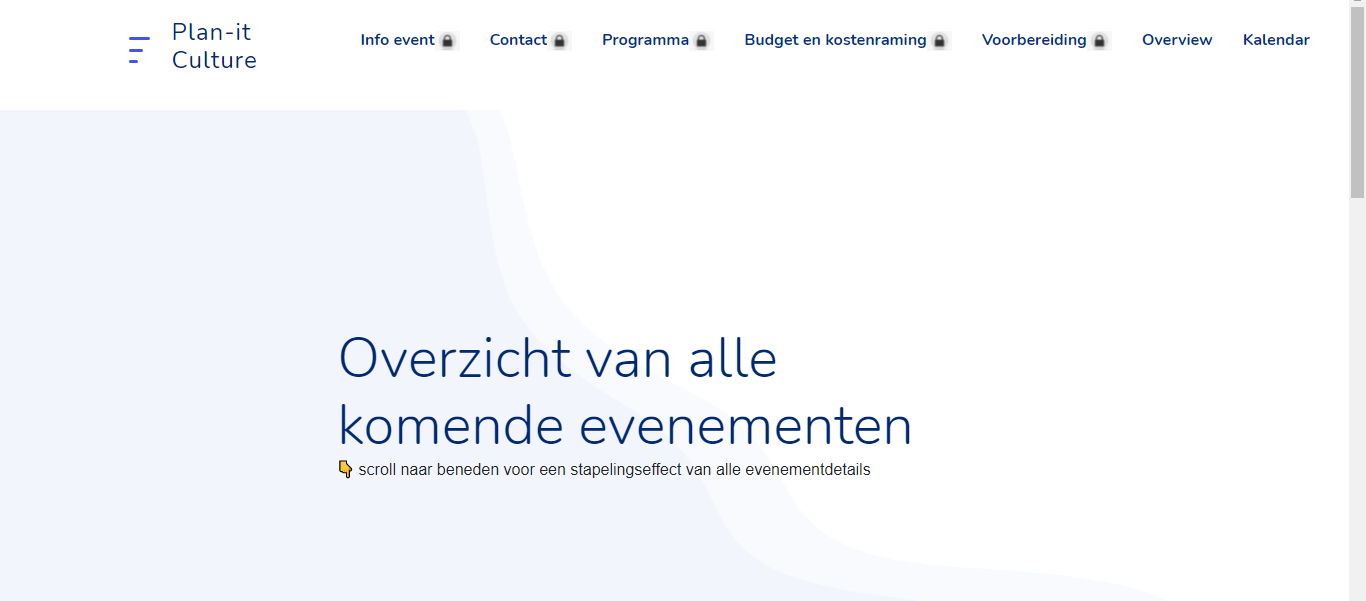 Plan-it
Culture
Info event 🔒 Contact 🔒 Programma 🔒 Budget en kostenraming 🔒 Voorbereiding 🔒 Overview Kalendar
Overzicht van alle
komende evenementen
👇 scroll naar beneden voor een stapelingseffect van alle evenementdetails